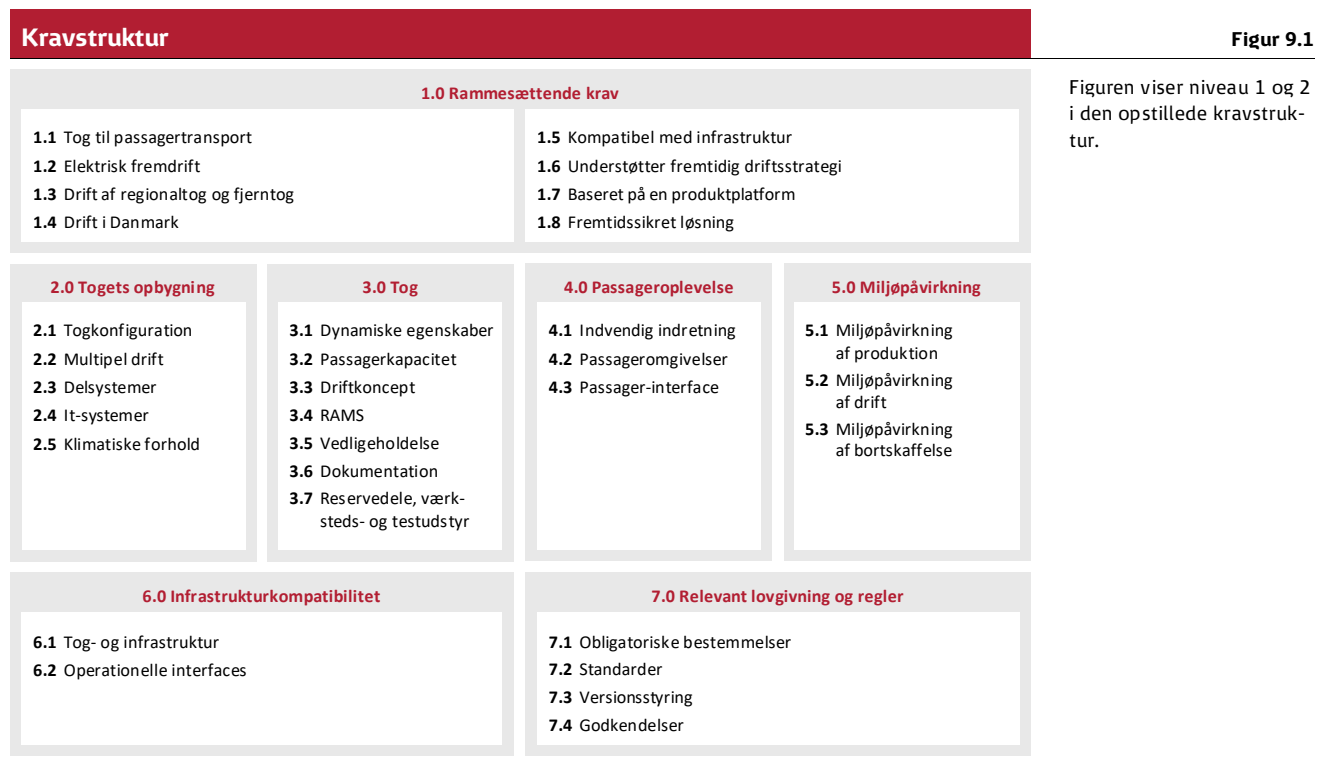 Kravstruktur
Figur 9.1
Figuren viser niveau 1 og 2
i den opstillede kravstruk-
tur.
1.0 Rammesættende krav
1.1 Tog til passagertransport
1.2 Elektrisk fremdrift
1.3 Drift af regionaltog og fjerntog
1.4 Drift i Danmark
1.5 Kompatibel med infrastruktur
1.6 Understøtter fremtidig driftsstrategi
1.7 Baseret på en produktplatform
1.8 Fremtidssikret løsning
2.0 Togets opbygning
2.1 Togkonfiguration
2.2 Multipel drift
2.3 Delsystemer
2.4 It-systemer
2.5 Klimatiske forhold
3.0 Tog
3.1 Dynamiske egenskaber
3.2 Passagerkapacitet
3.3 Driftkoncept
3.4 RAMS
3.5 Vedligeholdelse
3.6 Dokumentation
3.7 Reservedele, værk-
steds- og testudstyr
4.0 Passageroplevelse
4.1 Indvendig indretning
4.2 Passageromgivelser
4.3 Passager-interface
5.0 Miljøpåvirkning
5.1 Miljøpåvirkning
af produktion
5.2 Miljøpåvirkning
af drift
5.3 Miljøpåvirkning
af bortskaffelse
6.0 Infrastrukturkompatibilitet
6.1 Tog- og infrastruktur
6.2 Operationelle interfaces
7.0 Relevant lovgivning og regler
7.1 Obligatoriske bestemmelser
7.2 Standarder
7.3 Versionsstyring
7.4 Godkendelser